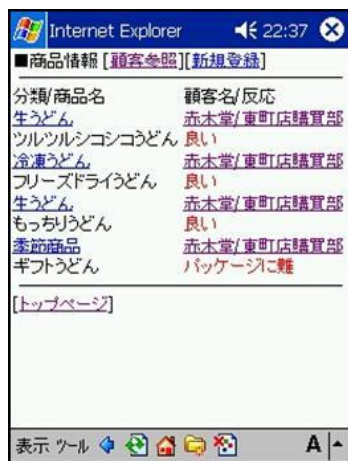 Internet Explorer 22:37
■商品情報 [顧客参照][新規登録]
分類/商品名 顧客名/反応
生うどん 赤木堂/東町店購買部
ツルツルシコシコうどん 良い
冷凍うどん 赤木堂/東町店購買部
フリーズドライうどん 良い
生うどん 赤木堂/東町店購買部
もっちりうどん 良い
季節商品 赤木堂/東町店購買部
ギフトうどん パッケージに難
[トップページ]
表示 ツール A